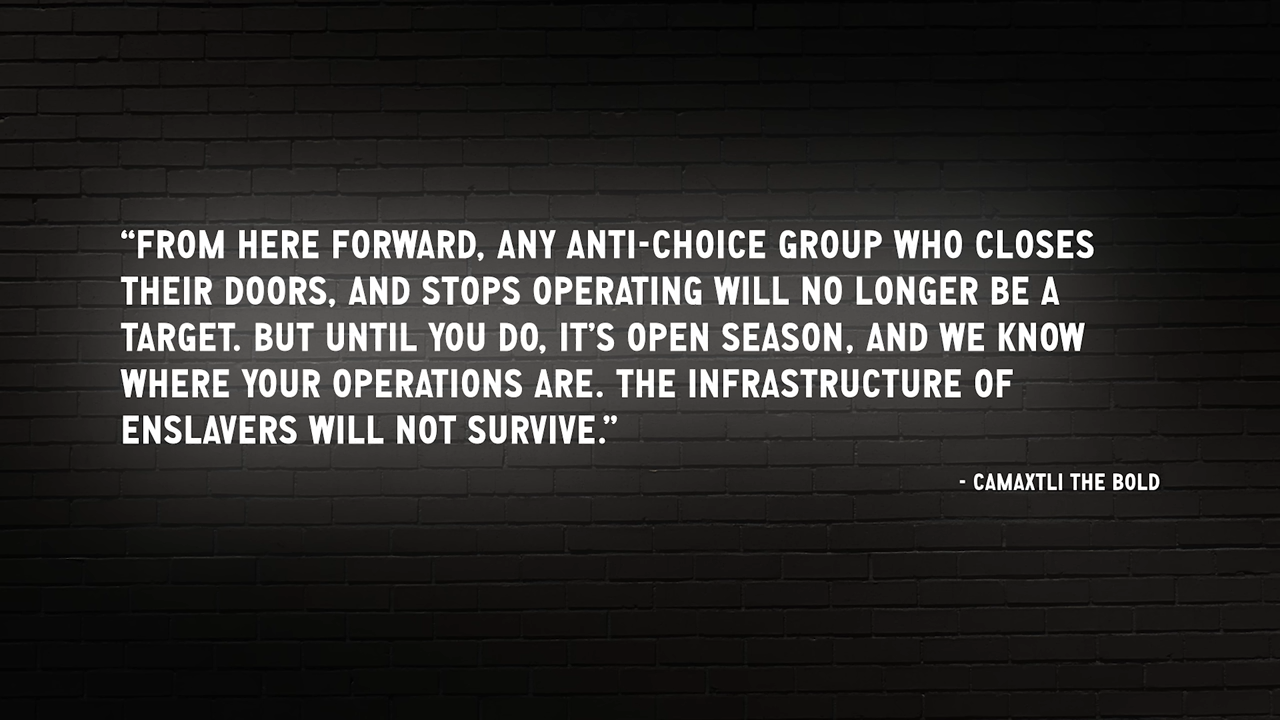 “FROM HERE FORWARD, ANY ANTI-CHOICE GROUP WHO CLOSES
THEIR DOORS, AND STOPS OPERATING WILL NO LONGER BE A
TARGET. BUT UNTIL YOU DO, IT’S OPEN SEASON, AND WE KNOW
WHERE YOUR OPERATIONS ARE. THE INFRASTRUCTURE OF
ENSLAVERS WILL NOT SURVIVE.”
- CAMAXTLI THE BOLD